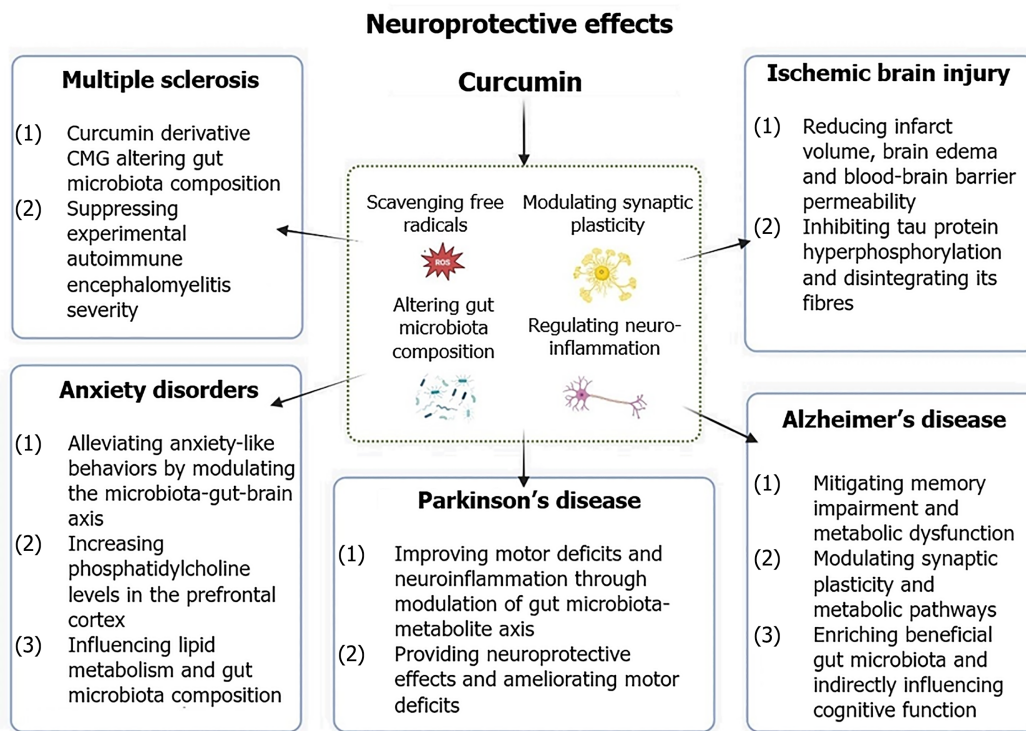 Neuroprotective effects
Curcumin
Multiple sclerosis
(1) Curcumin derivative
CMG altering gut
microbiota composition
(2) Suppressing
experimental
autoimmune
encephalomyelitis
severity
Scavenging free
radicals
ROS
Modulating synaptic
plasticity
Altering gut
microbiota
composition
Regulating neuro-
inflammation
Ischemic brain injury
(1) Reducing infarct
volume, brain edema
and blood-brain barrier
permeability
(2) Inhibiting tau protein
hyperphosphorylation
and disintegrating its
fibres
Anxiety disorders
(1) Alleviating anxiety-like
behaviors by modulating
the microbiota-gut-brain
axis
(2) Increasing
phosphatidylcholine
levels in the prefrontal
cortex
(3) Influencing lipid
metabolism and gut
microbiota composition
Parkinson's disease
(1) Improving motor deficits and
neuroinflammation through
modulation of gut microbiota-
metabolite axis
(2) Providing neuroprotective
effects and ameliorating motor
deficits
Alzheimer's disease
(1) Mitigating memory
impairment and
metabolic dysfunction
(2) Modulating synaptic
plasticity and
metabolic pathways
(3) Enriching beneficial
gut microbiota and
indirectly influencing
cognitive function